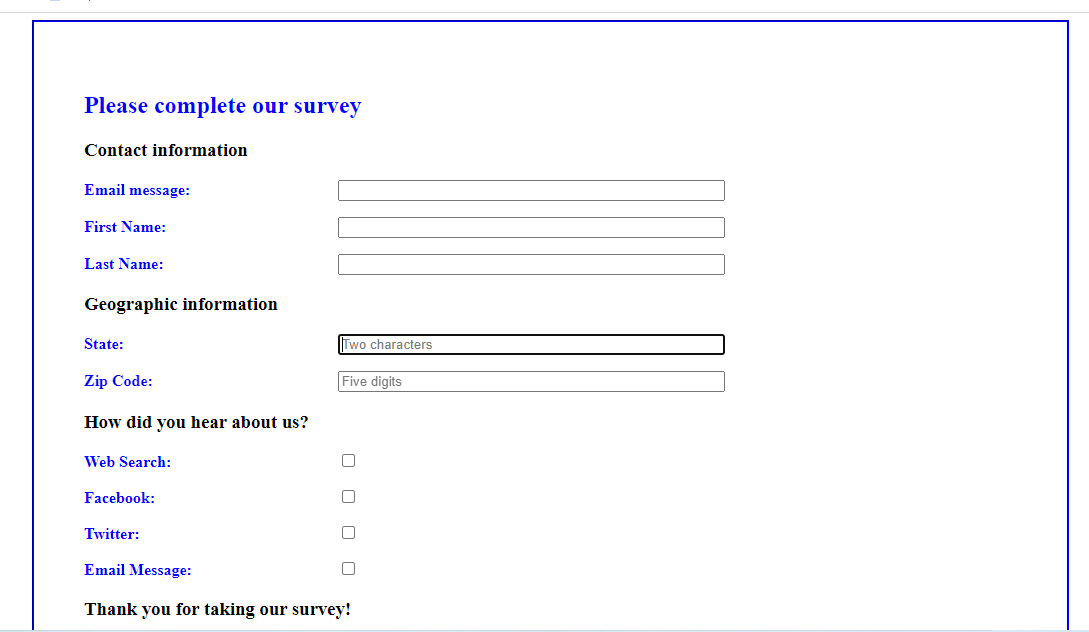 Please complete our survey
Contact information
Email message:
First Name:
Last Name:
Geographic information
State: Two characters
Zip Code: Five digits
How did you hear about us?
Web Search:
Facebook:
Twitter:
Email Message:
Thank you for taking our survey!